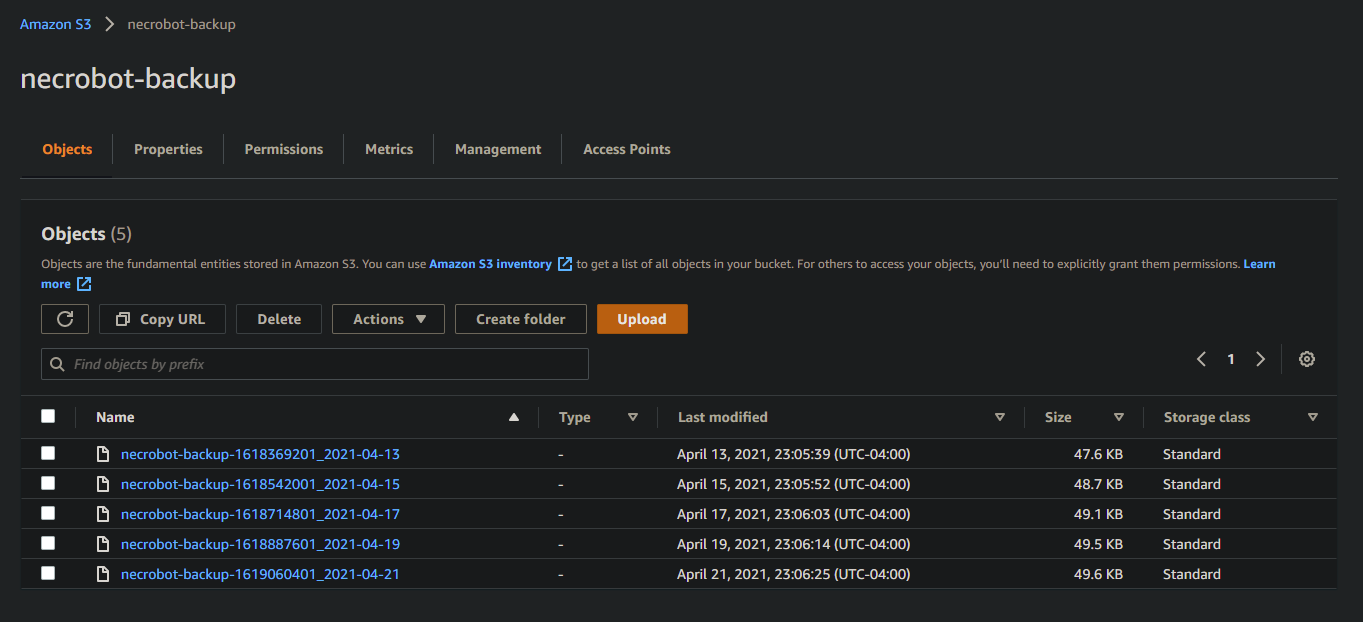 Amazon S3 > necrobot-backup
necrobot-backup
Objects Properties Permissions Metrics Management Access Points
Objects (5)
Objects are the fundamental entities stored in Amazon S3. You can use Amazon S3 inventory to get a list of all objects in your bucket. For others to access your objects, you'll need to explicitly grant them permissions. Learn
more
Copy URL Delete Actions Create folder Upload
Find objects by prefix
1
Name Type Last modified Size Storage class
necrobot-backup-1618369201_2021-04-13 - April 13, 2021, 23:05:39 (UTC-04:00) 47.6 KB Standard
necrobot-backup-1618542001_2021-04-15 - April 15, 2021, 23:05:52 (UTC-04:00) 48.7 KB Standard
necrobot-backup-1618714801_2021-04-17 - April 17, 2021, 23:06:03 (UTC-04:00) 49.1 KB Standard
necrobot-backup-1618887601_2021-04-19 - April 19, 2021, 23:06:14 (UTC-04:00) 49.5 KB Standard
necrobot-backup-1619060401_2021-04-21 - April 21, 2021, 23:06:25 (UTC-04:00) 49.6 KB Standard